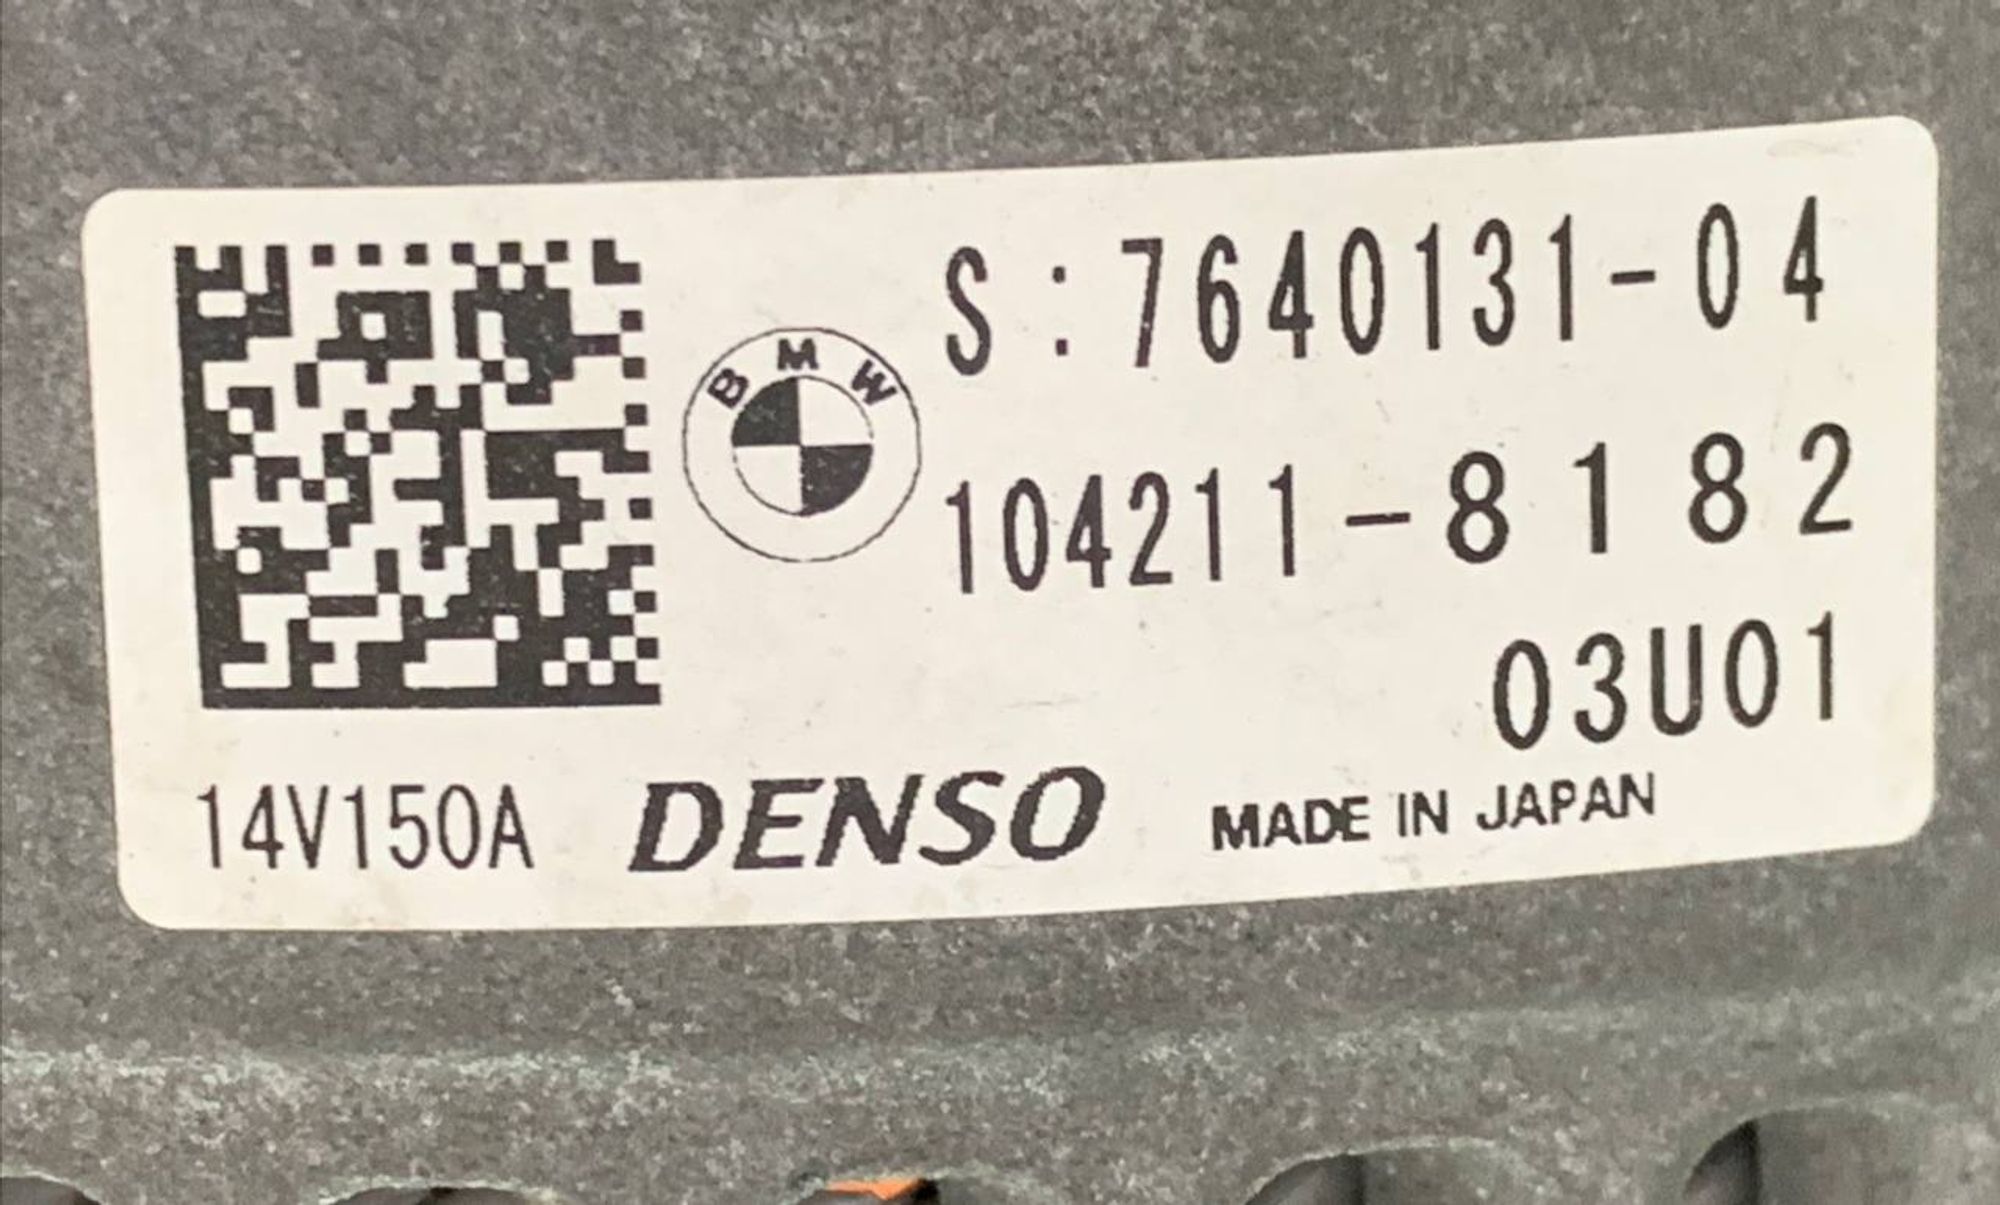 S:7640131-04
BMW
104211-8182
03U01
14V150A DENSO MADE IN JAPAN